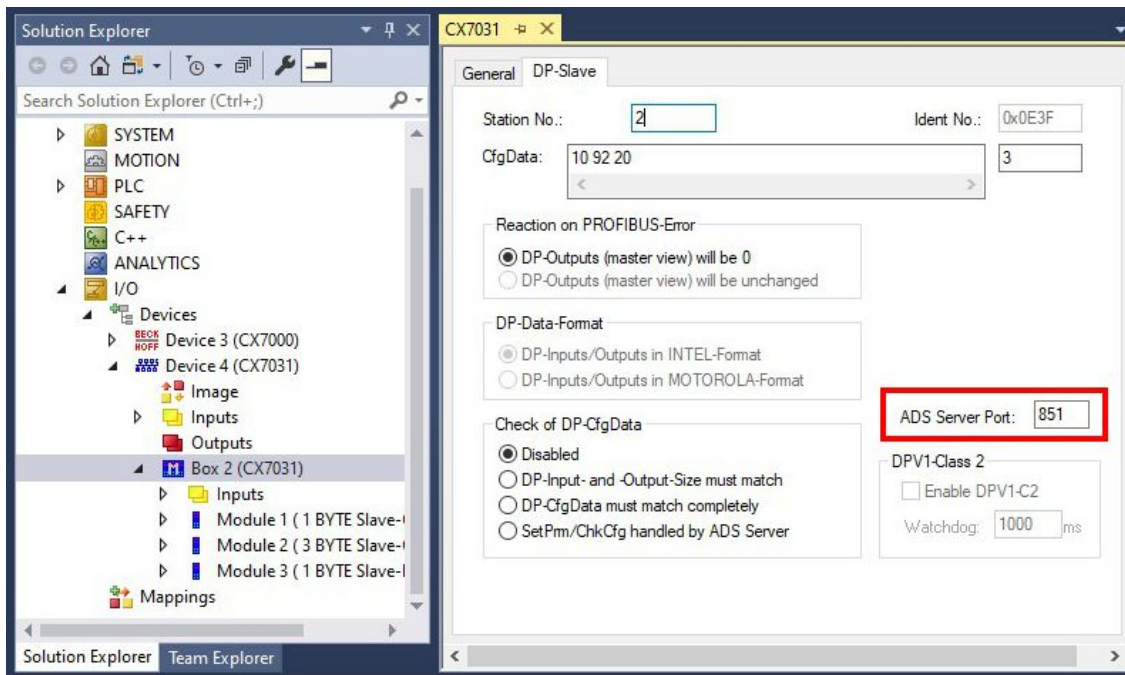 Solution Explorer
Search Solution Explorer (Ctrl+;)
SYSTEM
MOTION
PLC
SAFETY
C++
ANALYTICS
I/O
Devices
BECKHOFF Device 3 (CX7000)
Device 4 (CX7031)
Image
Inputs
Outputs
Box 2 (CX7031)
Inputs
Module 1 ( 1 BYTE Slave-
Module 2 ( 3 BYTE Slave-
Module 3 ( 1 BYTE Slave-
Mappings
Solution Explorer Team Explorer
CX7031
General DP-Slave
Station No.: 2 Ident No.: 0x0E3F
CfgData: 10 92 20 3
Reaction on PROFIBUS-Error
DP-Outputs (master view) will be 0
DP-Outputs (master view) will be unchanged
DP-Data-Format
DP-Inputs/Outputs in INTEL-Format
DP-Inputs/Outputs in MOTOROLA-Format
ADS Server Port: 851
Check of DP-CfgData
Disabled
DP-Input- and -Output-Size must match
DP-CfgData must match completely
SetPrm/ChkCfg handled by ADS Server
DPV1-Class 2
Enable DPV1-C2
Watchdog: 1000 ms